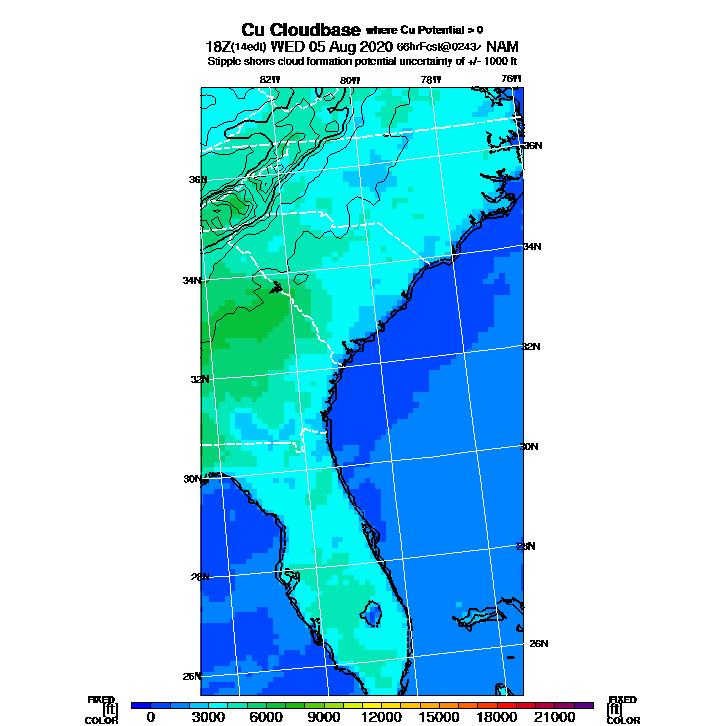 Cu Cloudbase where Cu Potential > 0
18Z(14edt) WED 05 Aug 2020 66hrFcst@0243z NAM
Stipple shows cloud formation potential uncertainty of +/- 1000 ft
82W 80W 78W 76W
36N
36N
34N
34N
32N
32N
30N
30N
28N
28N
26N
26N
FIXED FIXED
[ft] [ft]
COLOR COLOR
0 3000 6000 9000 12000 15000 18000 21000